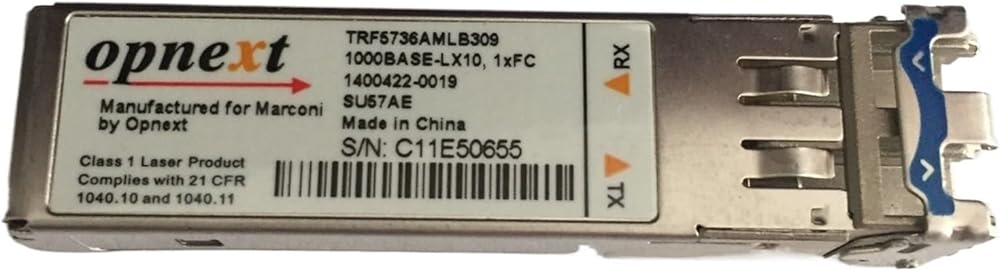 opnext
Manufactured for Marconi
by Opnext
Class 1 Laser Product
Complies with 21 CFR
1040.10 and 1040.11
TRF5736AMLB309
1000BASE-LX10, 1xFC
1400422-0019
SU57AE
Made in China
S/N: C11E50655
RX
TX